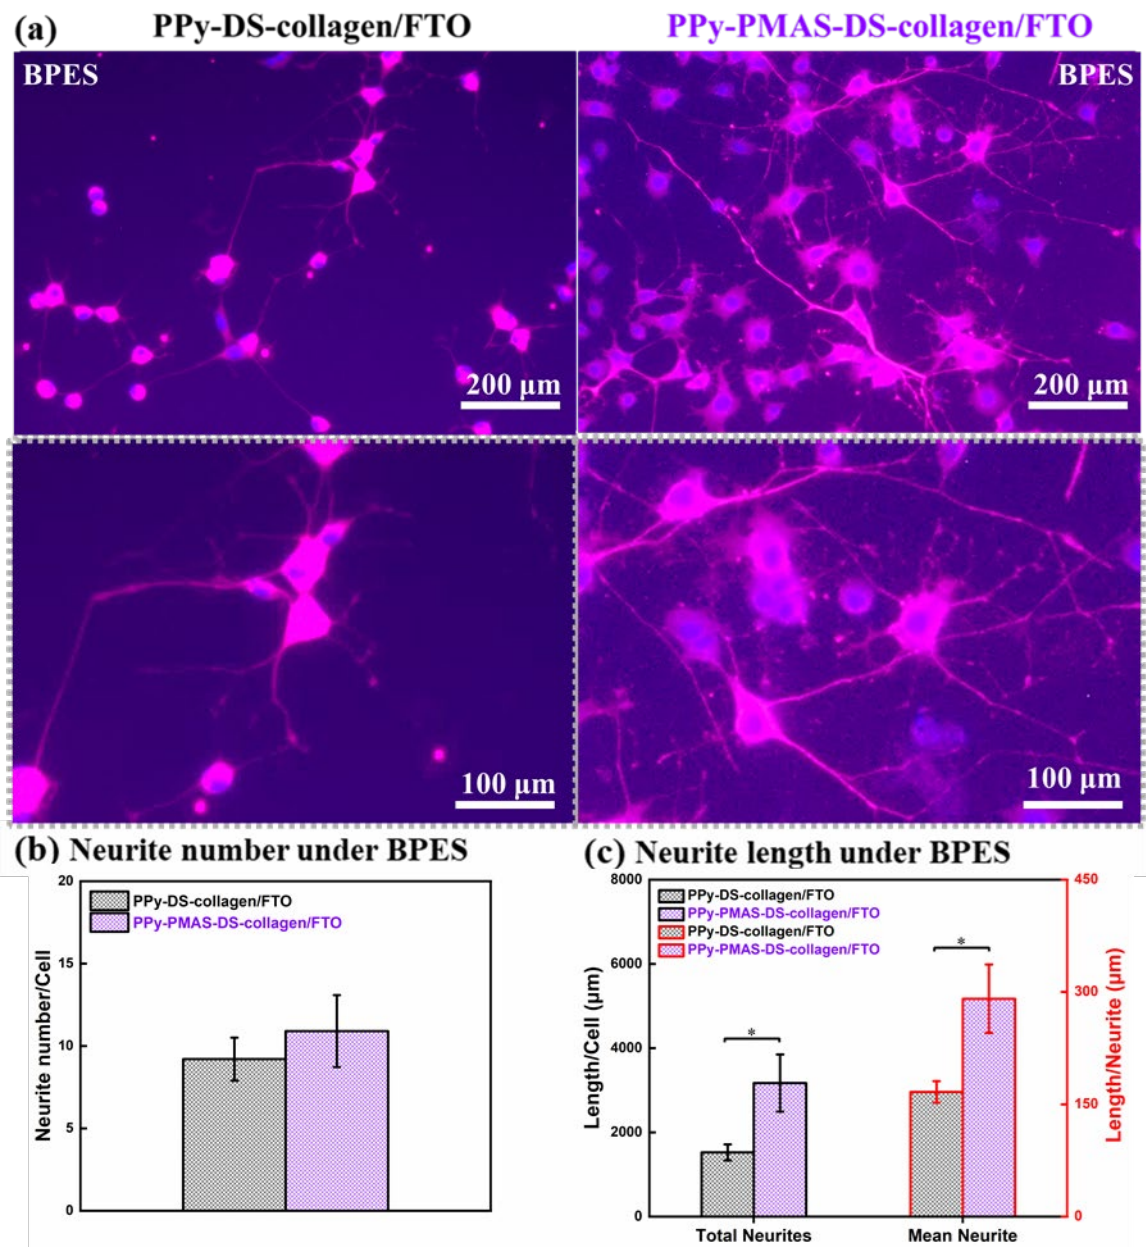 (a) PPy-DS-collagen/FTO PPy-PMAS-DS-collagen/FTO
BPES BPES
200 μm 200 μm
100 μm 100 μm
(b) Neurite number under BPES
20
15
10
5
0
Neurite number/Cell
PPy-DS-collagen/FTO
PPy-PMAS-DS-collagen/FTO
(c) Neurite length under BPES
8000
6000
4000
2000
0
Length/Cell (μm)
PPy-DS-collagen/FTO
PPy-PMAS-DS-collagen/FTO
PPy-DS-collagen/FTO
PPy-PMAS-DS-collagen/FTO
* *
450
300
150
0
Length/Neurite (μm)
Total Neurites Mean Neurite